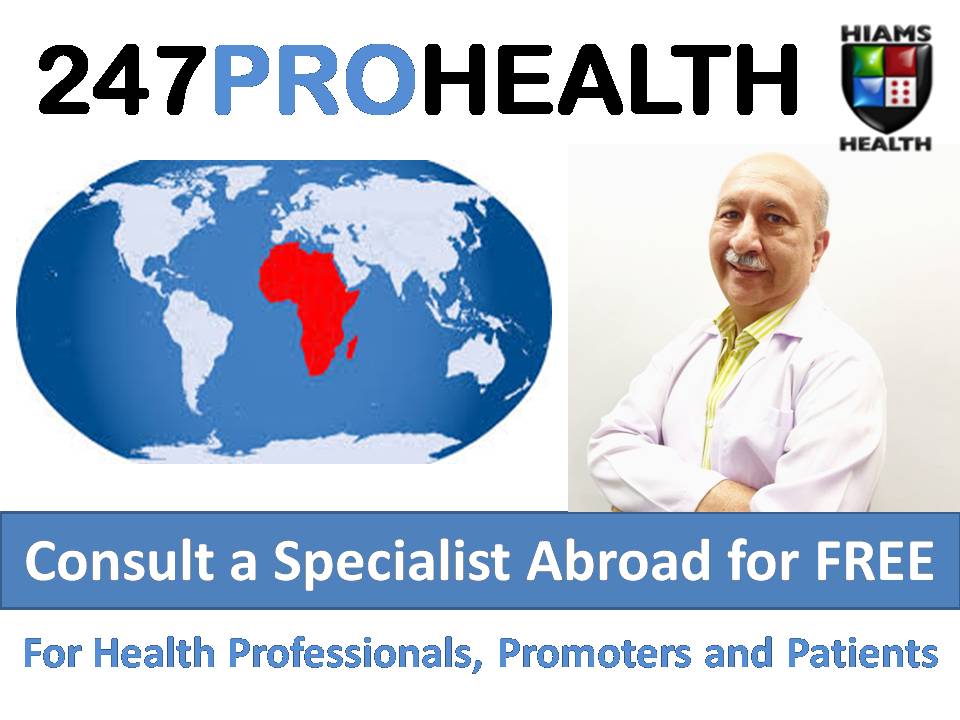 247PROHEALTH
HIAMS
HEALTH
Consult a Specialist Abroad for FREE
For Health Professionals, Promoters and Patients